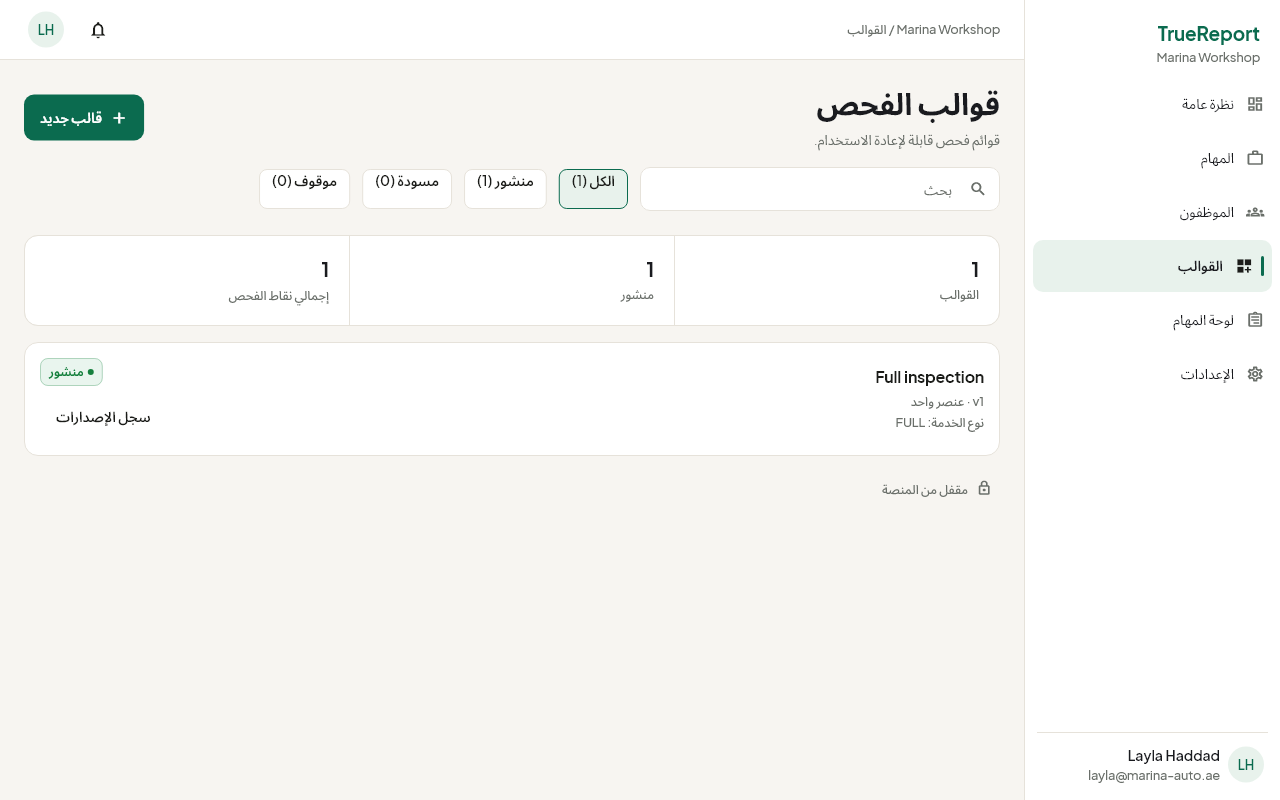 TrueReport
Marina Workshop
نظرة عامة
المهام
الموظفون
القوالب
لوحة المهام
الإعدادات
Layla Haddad
layla@marina-auto.ae
LH
Marina Workshop / القوالب
LH
قوالب الفحص
قوائم فحص قابلة لإعادة الاستخدام.
قالب جديد
بحث
الكل (1)
منشور (1)
مسودة (0)
موقوف (0)
1
القوالب
1
منشور
1
إجمالي نقاط الفحص
Full inspection
v1 · عنصر واحد
نوع الخدمة: FULL
منشور
سجل الإصدارات
مقفل من المنصة